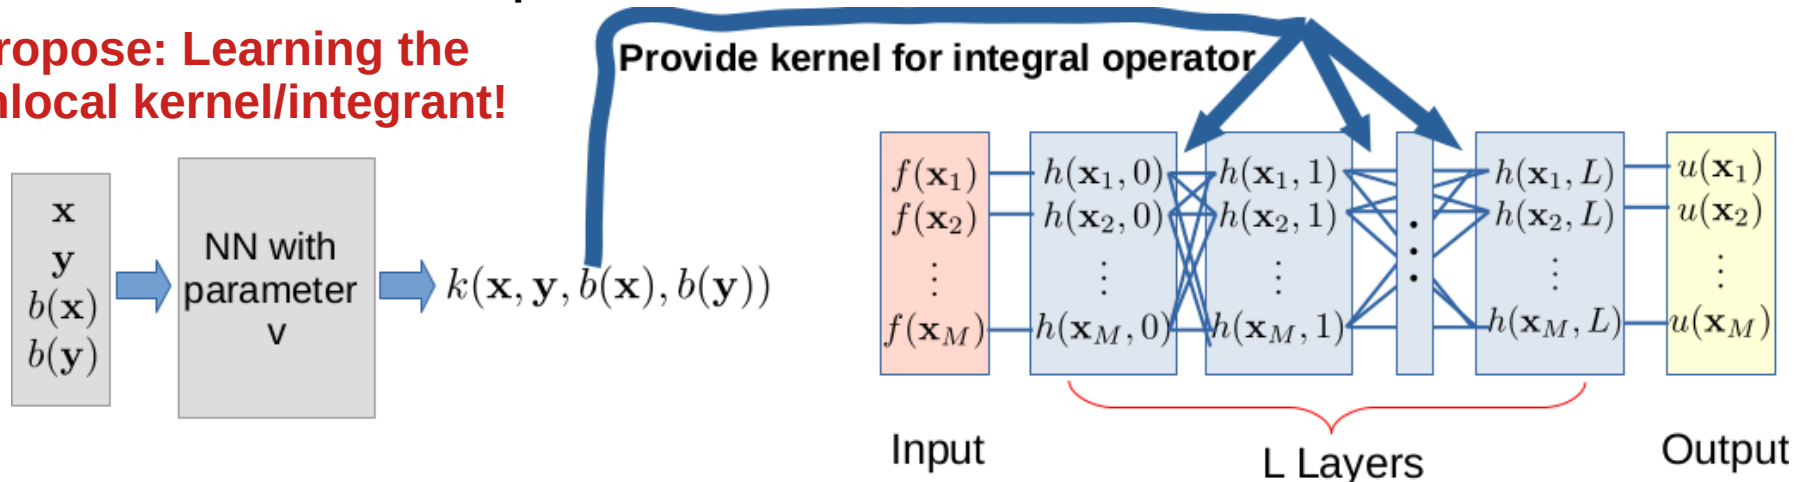 ropose: Learning the
nlocal kernel/integrant!
Provide kernel for integral operator
x
y
b(x)
b(y)
NN with
parameter
v
k(x, y, b(x), b(y))
f(x₁) h(x₁, 0) h(x₁, 1) h(x₁, L) u(x₁)
f(x₂) h(x₂, 0) h(x₂, 1) h(x₂, L) u(x₂)
⋮ ⋮ ⋮ ⋮ ⋮ ⋮
f(x_M) h(x_M, 0) h(x_M, 1) h(x_M, L) u(x_M)
Input L Layers Output